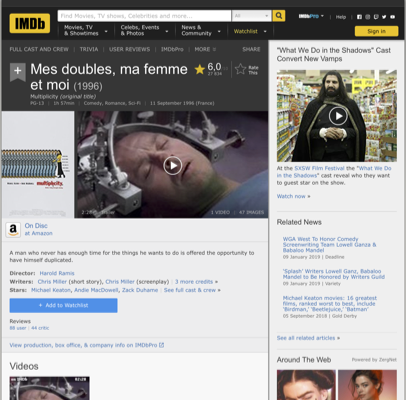 IMDb
Find Movies, TV shows, Celebrities and more...
All
IMDbPro
Help
Movies, TV & Showtimes
Celebs, Events & Photos
News & Community
Watchlist
Sign in
FULL CAST AND CREW | TRIVIA | USER REVIEWS | IMDbPro | MORE
SHARE
Mes doubles, ma femme
et moi (1996)
6,0
Rate This
Multiplicity (original title)
PG-13 | 1h 57min | Comedy, Romance, Sci-Fi | 11 September 1996 (France)
multiplicity.
1 VIDEO | 47 IMAGES
On Disc
at Amazon
A man who never has enough time for the things he wants to do is offered the opportunity to
have himself duplicated.
Director: Harold Ramis
Writers: Chris Miller (short story), Chris Miller (screenplay) | 3 more credits »
Stars: Michael Keaton, Andie MacDowell, Zack Duhame | See full cast & crew »
+ Add to Watchlist
Reviews
88 user | 44 critic
View production, box office, & company info on IMDbPro
Videos
02:29
"What We Do in the Shadows" Cast
Convert New Vamps
At the SXSW Film Festival the "What We Do
in the Shadows" cast reveal who they want
to guest star on the show.
Watch now »
Related News
WGA West To Honor Comedy
Screenwriting Team Lowell Ganz &
Babaloo Mandel
09 January 2019 | Deadline
'Splash' Writers Lowell Ganz, Babaloo
Mandel to Be Honored by Writers Guild
09 January 2019 | Variety
Michael Keaton movies: 16 greatest
films, ranked worst to best, include
'Birdman,' 'Beetlejuice,' 'Batman'
05 September 2018 | Gold Derby
See all related articles »
Around The Web
Powered by ZergNet